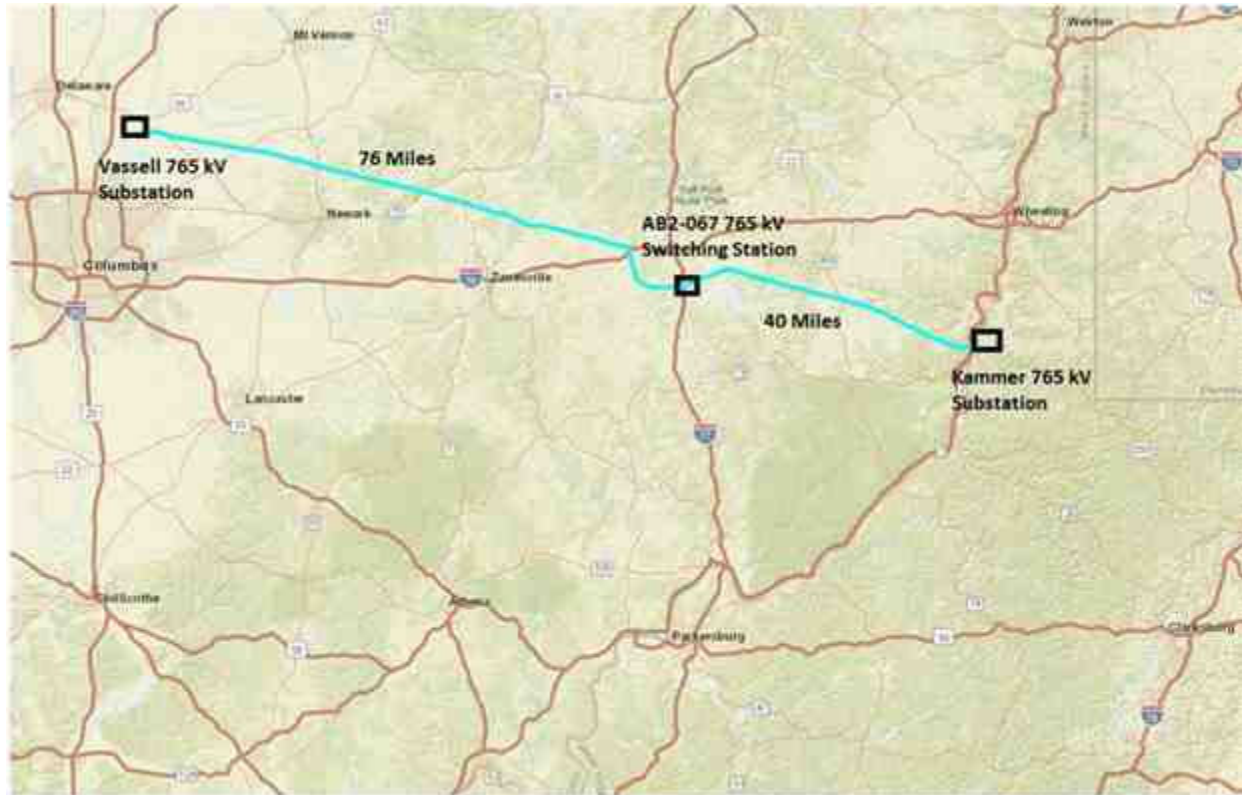 Mt Vernon
Weirton
Delaware
Vassell 765 kV
Substation
76 Miles
Newark
AB2-067 765 kV
Switching Station
Wheeling
Columbus
Zanesville
40 Miles
Kammer 765 kV
Substation
Lancaster
Chillicothe
Athens
Parkersburg
Clarksburg